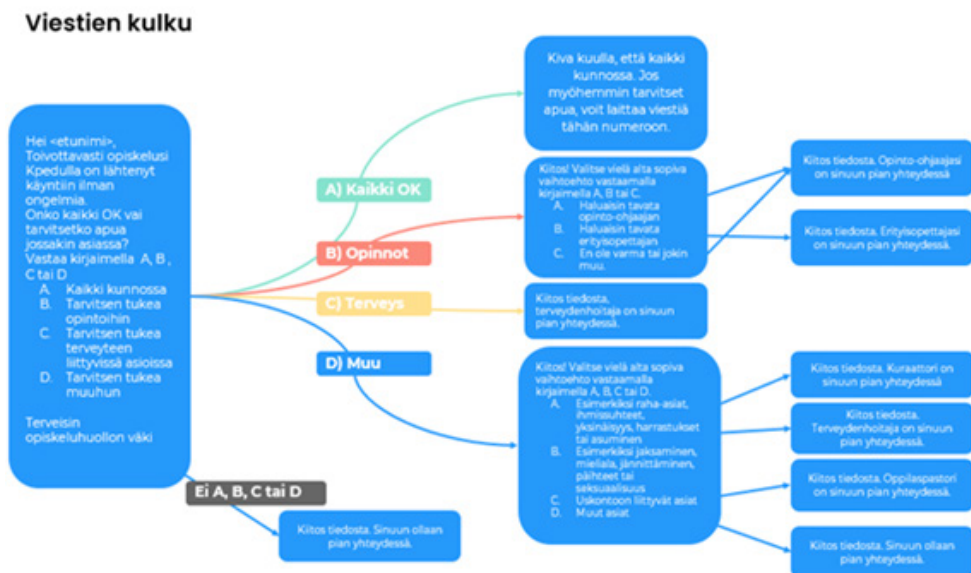 Viestien kulku
Hei <etunimi>,
Toivottavasti opiskelusi
Kpedulla on lähtenyt
käyntiin ilman
ongelmia.
Onko kaikki OK vai
tarvitsetko apua
jossakin asiassa?
Vastaa kirjaimella A, B ,
C tai D
A. Kaikki kunnossa
B. Tarvitsen tukea
opintoihin
C. Tarvitsen tukea
terveyteen
liittyvissä asioissa
D. Tarvitsen tukea
muuhun
Terveisin
opiskeluhuollon väki
A) Kaikki OK
B) Opinnot
C) Terveys
D) Muu
Ei A, B, C tai D
Kiitos tiedosta. Sinuun ollaan
pian yhteydessä.
Kiva kuulla, että kaikki
kunnossa. Jos
myöhemmin tarvitset
apua, voit laittaa viestiä
tähän numeroon.
Kiitos! Valitse vielä alta sopiva
vaihtoehto vastaamalla
kirjaimella A, B tai C.
A. Haluaisin tavata
opinto-ohjaajan
B. Haluaisin tavata
erityisopettajan
C. En ole varma tai jokin
muu.
Kiitos tiedosta. Opinto-ohjaajasi
on sinuun pian yhteydessä
Kiitos tiedosta. Erityisopettajasi
on sinuun pian yhteydessä.
Kiitos tiedosta,
terveydenhoitaja on sinuun
pian yhteydessä.
Kiitos! Valitse vielä alta sopiva
vaihtoehto vastaamalla
kirjaimella A, B, C tai D.
A. Esimerkiksi raha-asiat,
ihmissuhteet,
yksinäisyys, harrastukset
tai asuminen
B. Esimerkiksi jaksaminen,
mieliala, jännittäminen,
päihteet tai
seksuaalisuus
C. Uskontoon liittyvät asiat
D. Muut asiat
Kiitos tiedosta. Kuraattori on
sinuun pian yhteydessä
Kiitos tiedosta.
Terveydenhoitaja on sinuun
pian yhteydessä.
Kiitos tiedosta. Oppilaspastori
on sinuun pian yhteydessä.
Kiitos tiedosta. Sinuun ollaan
pian yhteydessä.